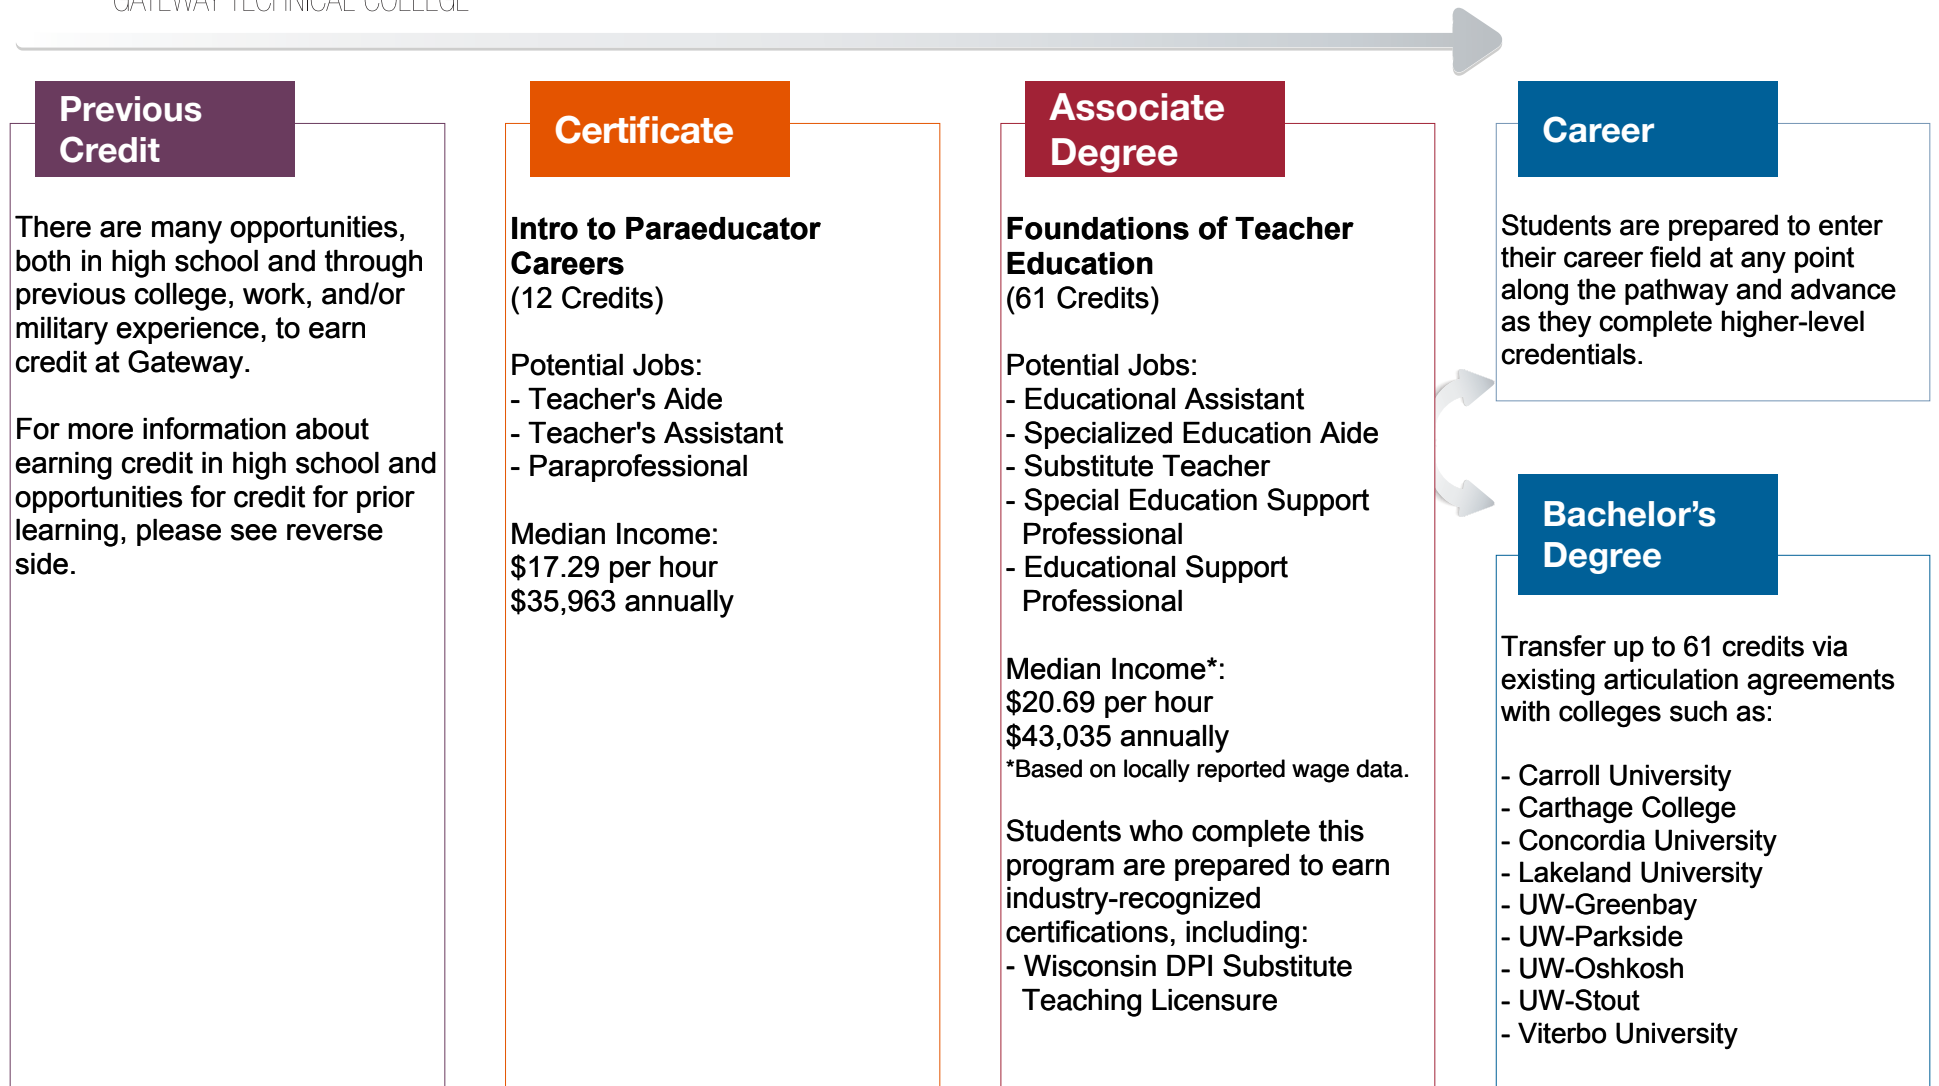 GATEWAY TECHNICAL COLLEGE
Previous
Credit
There are many opportunities,
both in high school and through
previous college, work, and/or
military experience, to earn
credit at Gateway.
For more information about
earning credit in high school and
opportunities for credit for prior
learning, please see reverse
side.
Certificate
Intro to Paraeducator
Careers
(12 Credits)
Potential Jobs:
- Teacher's Aide
- Teacher's Assistant
- Paraprofessional
Median Income:
$17.29 per hour
$35,963 annually
Associate
Degree
Foundations of Teacher
Education
(61 Credits)
Potential Jobs:
- Educational Assistant
- Specialized Education Aide
- Substitute Teacher
- Special Education Support
Professional
- Educational Support
Professional
Median Income*:
$20.69 per hour
$43,035 annually
*Based on locally reported wage data.
Students who complete this
program are prepared to earn
industry-recognized
certifications, including:
- Wisconsin DPI Substitute
Teaching Licensure
Career
Students are prepared to enter
their career field at any point
along the pathway and advance
as they complete higher-level
credentials.
Bachelor’s
Degree
Transfer up to 61 credits via
existing articulation agreements
with colleges such as:
- Carroll University
- Carthage College
- Concordia University
- Lakeland University
- UW-Greenbay
- UW-Parkside
- UW-Oshkosh
- UW-Stout
- Viterbo University